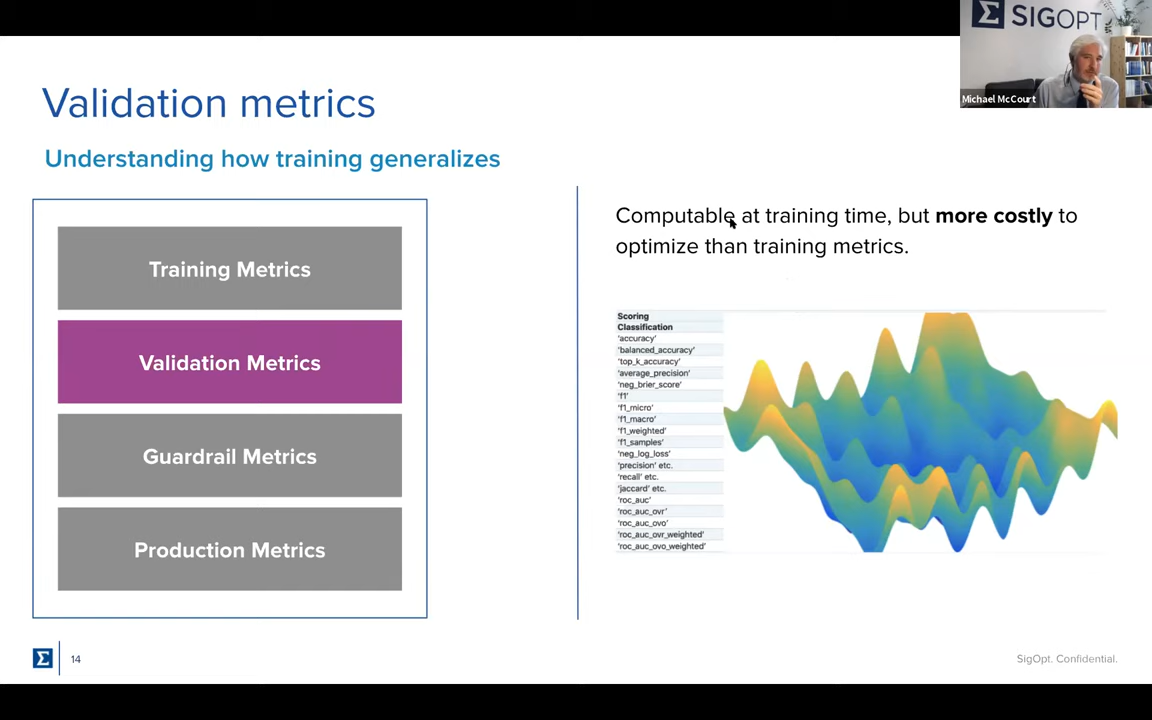 SIGOPT
Michael McCourt
Validation metrics
Understanding how training generalizes
Training Metrics
Validation Metrics
Guardrail Metrics
Production Metrics
Computable at training time, but more costly to
optimize than training metrics.
Scoring
Classification
'accuracy'
'balanced_accuracy'
'top_k_accuracy'
'average_precision'
'neg_brier_score'
'f1'
'f1_micro'
'f1_macro'
'f1_weighted'
'f1_samples'
'neg_log_loss'
'precision' etc.
'recall' etc.
'jaccard' etc.
'roc_auc'
'roc_auc_ovr'
'roc_auc_ovo'
'roc_auc_ovr_weighted'
'roc_auc_ovo_weighted'
Σ
14
SigOpt. Confidential.